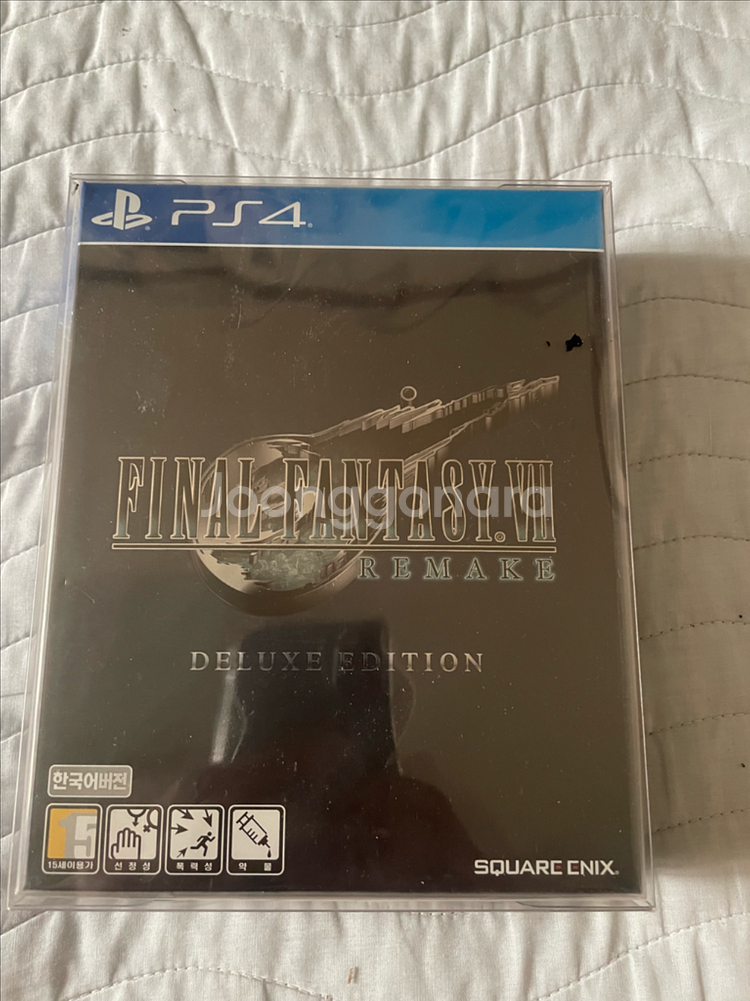 PS4
FINAL FANTASY. VII
Joonggonara
REMAKE
DELUXE EDITION
한국어버전
15
15세이용가
선정성
폭력성
약물
SQUARE ENIX.